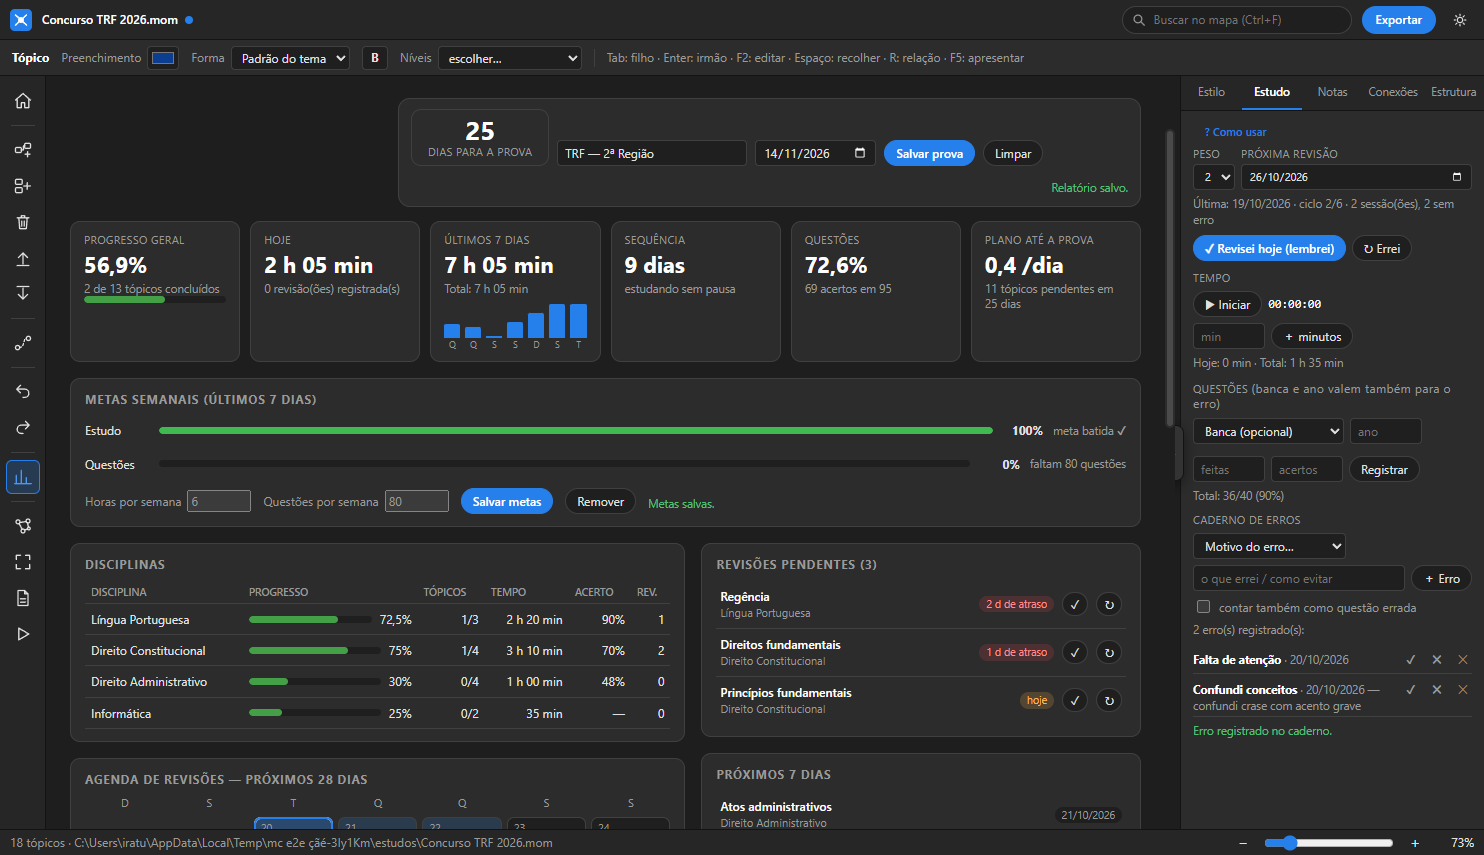 Concurso TRF 2026.mom
Buscar no mapa (Ctrl+F)
Exportar
Tópico Preenchimento Forma Padrão do tema B Níveis escolher... Tab: filho · Enter: irmão · F2: editar · Espaço: recolher · R: relação · F5: apresentar
25
DIAS PARA A PROVA
TRF — 2ª Região
14/11/2026
Salvar prova
Limpar
Relatório salvo.
PROGRESSO GERAL
56,9%
2 de 13 tópicos concluídos
HOJE
2 h 05 min
0 revisão(ões) registrada(s)
ÚLTIMOS 7 DIAS
7 h 05 min
Total: 7 h 05 min
Q Q S S D S T
SEQUÊNCIA
9 dias
estudando sem pausa
QUESTÕES
72,6%
69 acertos em 95
PLANO ATÉ A PROVA
0,4 /dia
11 tópicos pendentes em
25 dias
METAS SEMANAIS (ÚLTIMOS 7 DIAS)
Estudo 100% meta batida ✓
Questões 0% faltam 80 questões
Horas por semana 6 Questões por semana 80 Salvar metas Remover Metas salvas.
DISCIPLINAS
DISCIPLINA PROGRESSO TÓPICOS TEMPO ACERTO REV.
Língua Portuguesa 72,5% 1/3 2 h 20 min 90% 1
Direito Constitucional 75% 1/4 3 h 10 min 70% 2
Direito Administrativo 30% 0/4 1 h 00 min 48% 0
Informática 25% 0/2 35 min — 0
REVISÕES PENDENTES (3)
Regência
Língua Portuguesa
2 d de atraso ✓ ↻
Direitos fundamentais
Direito Constitucional
1 d de atraso ✓ ↻
Princípios fundamentais
Direito Constitucional
hoje ✓ ↻
AGENDA DE REVISÕES — PRÓXIMOS 28 DIAS
D S T Q Q S S
20 21 22 23 24
PRÓXIMOS 7 DIAS
Atos administrativos
Direito Administrativo
21/10/2026
Estilo Estudo Notas Conexões Estrutura
? Como usar
PESO PRÓXIMA REVISÃO
2 26/10/2026
Última: 19/10/2026 · ciclo 2/6 · 2 sessão(ões), 2 sem
erro
✓ Revisei hoje (lembrei) ↻ Errei
TEMPO
▶ Iniciar 00:00:00
min + minutos
Hoje: 0 min · Total: 1 h 35 min
QUESTÕES (banca e ano valem também para o
erro)
Banca (opcional) ano
feitas acertos Registrar
Total: 36/40 (90%)
CADERNO DE ERROS
Motivo do erro...
o que errei / como evitar + Erro
contar também como questão errada
2 erro(s) registrado(s):
Falta de atenção · 20/10/2026 ✓ ✕ ✕
Confundi conceitos · 20/10/2026 — ✓ ✕ ✕
confundi crase com acento grave
Erro registrado no caderno.
18 tópicos · C:\Users\iratu\AppData\Local\Temp\mc e2e çãé-3Iy1Km\estudos\Concurso TRF 2026.mom
− + 73%